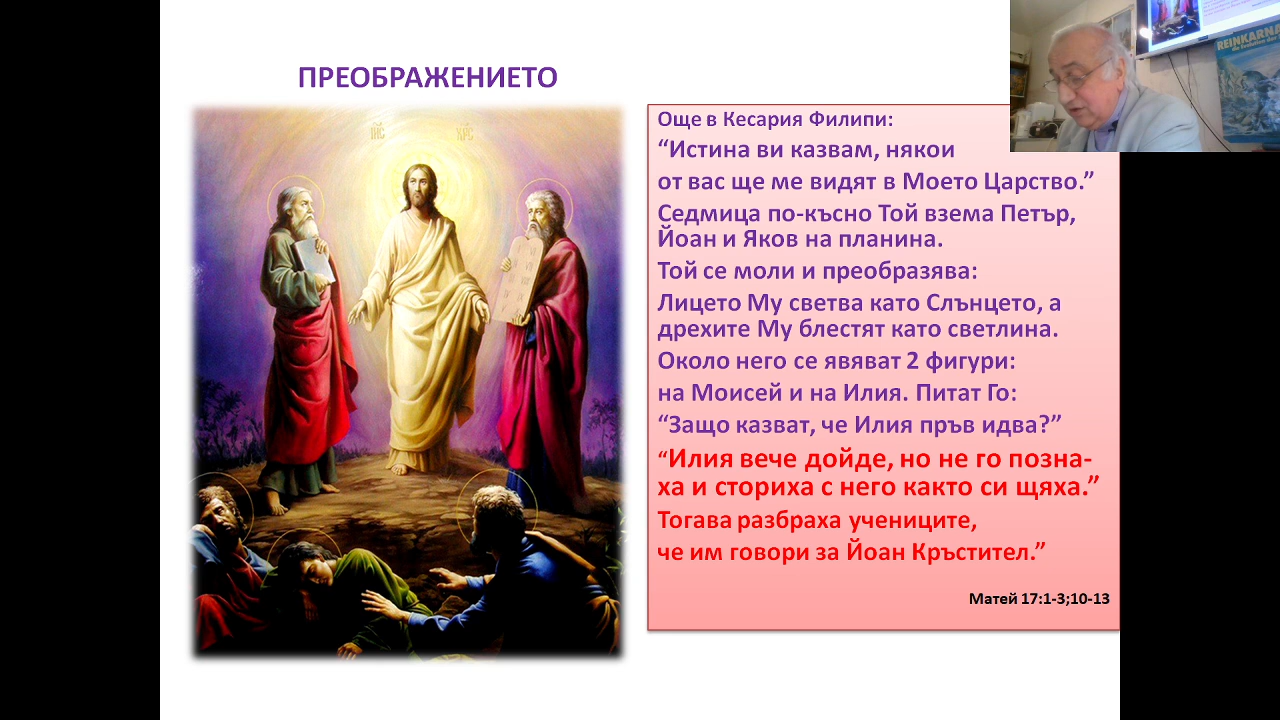 ПРЕОБРАЖЕНИЕТО
Още в Кесария Филипи:
“Истина ви казвам, някои
от вас ще ме видят в Моето Царство.”
Седмица по-късно Той взема Петър,
Йоан и Яков на планина.
Той се моли и преобразява:
Лицето Му светва като Слънцето, а
дрехите Му блестят като светлина.
Около него се явяват 2 фигури:
на Моисей и на Илия. Питат Го:
“Защо казват, че Илия пръв идва?”
“Илия вече дойде, но не го позна-
ха и сториха с него както си щяха.”
Тогава разбраха учениците,
че им говори за Йоан Кръстител.”
Матей 17:1-3;10-13
REINKARNA